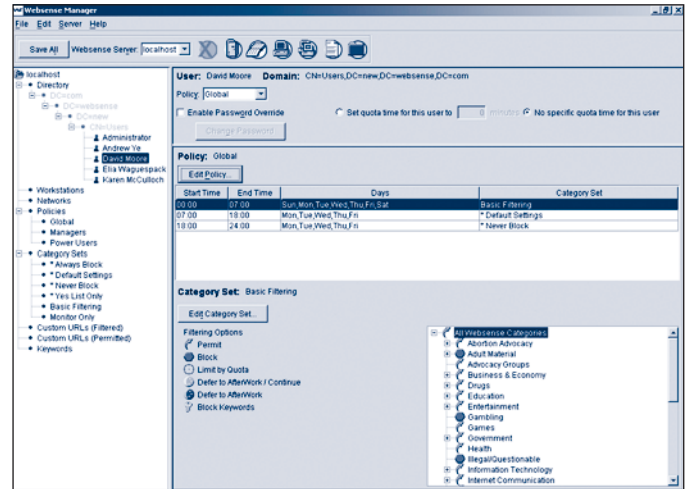 Websense Manager
File Edit Server Help
Save All Websense Server: localhost
localhost
Directory
DC=com
DC=websense
DC=new
CN=Users
Administrator
Andrew Ye
David Moore
Elia Waguespack
Karen McCulloch
Workstations
Networks
Policies
Global
Managers
Power Users
Category Sets
* Always Block
* Default Settings
* Never Block
* Yes List Only
Basic Filtering
Monitor Only
Custom URLs (Filtered)
Custom URLs (Permitted)
Keywords
User: David Moore Domain: CN=Users,DC=new,DC=websense,DC=com
Policy: Global
Enable Password Override Set quota time for this user to 0 minutes No specific quota time for this user
Change Password
Policy: Global
Edit Policy...
Start Time End Time Days Category Set
00:00 07:00 Sun,Mon,Tue,Wed,Thu,Fri,Sat Basic Filtering
07:00 18:00 Mon,Tue,Wed,Thu,Fri * Default Settings
18:00 24:00 Mon,Tue,Wed,Thu,Fri * Never Block
Category Set: Basic Filtering
Edit Category Set...
Filtering Options
Permit
Block
Limit by Quota
Defer to AfterWork / Continue
Defer to AfterWork
Block Keywords
All Websense Categories
Abortion Advocacy
Adult Material
Advocacy Groups
Business & Economy
Drugs
Education
Entertainment
Gambling
Games
Government
Health
Illegal/Questionable
Information Technology
Internet Communication